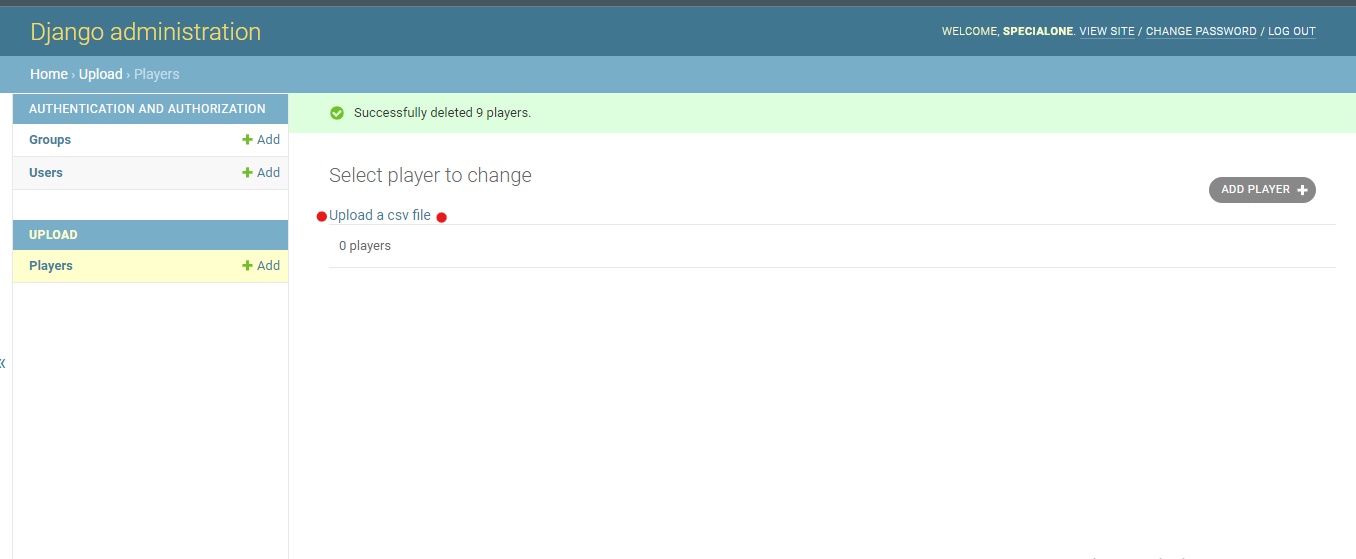 Django administration
WELCOME, SPECIALONE. VIEW SITE / CHANGE PASSWORD / LOG OUT
Home › Upload › Players
AUTHENTICATION AND AUTHORIZATION
Groups + Add
Users + Add
UPLOAD
Players + Add
«
Successfully deleted 9 players.
Select player to change
ADD PLAYER +
Upload a csv file
0 players